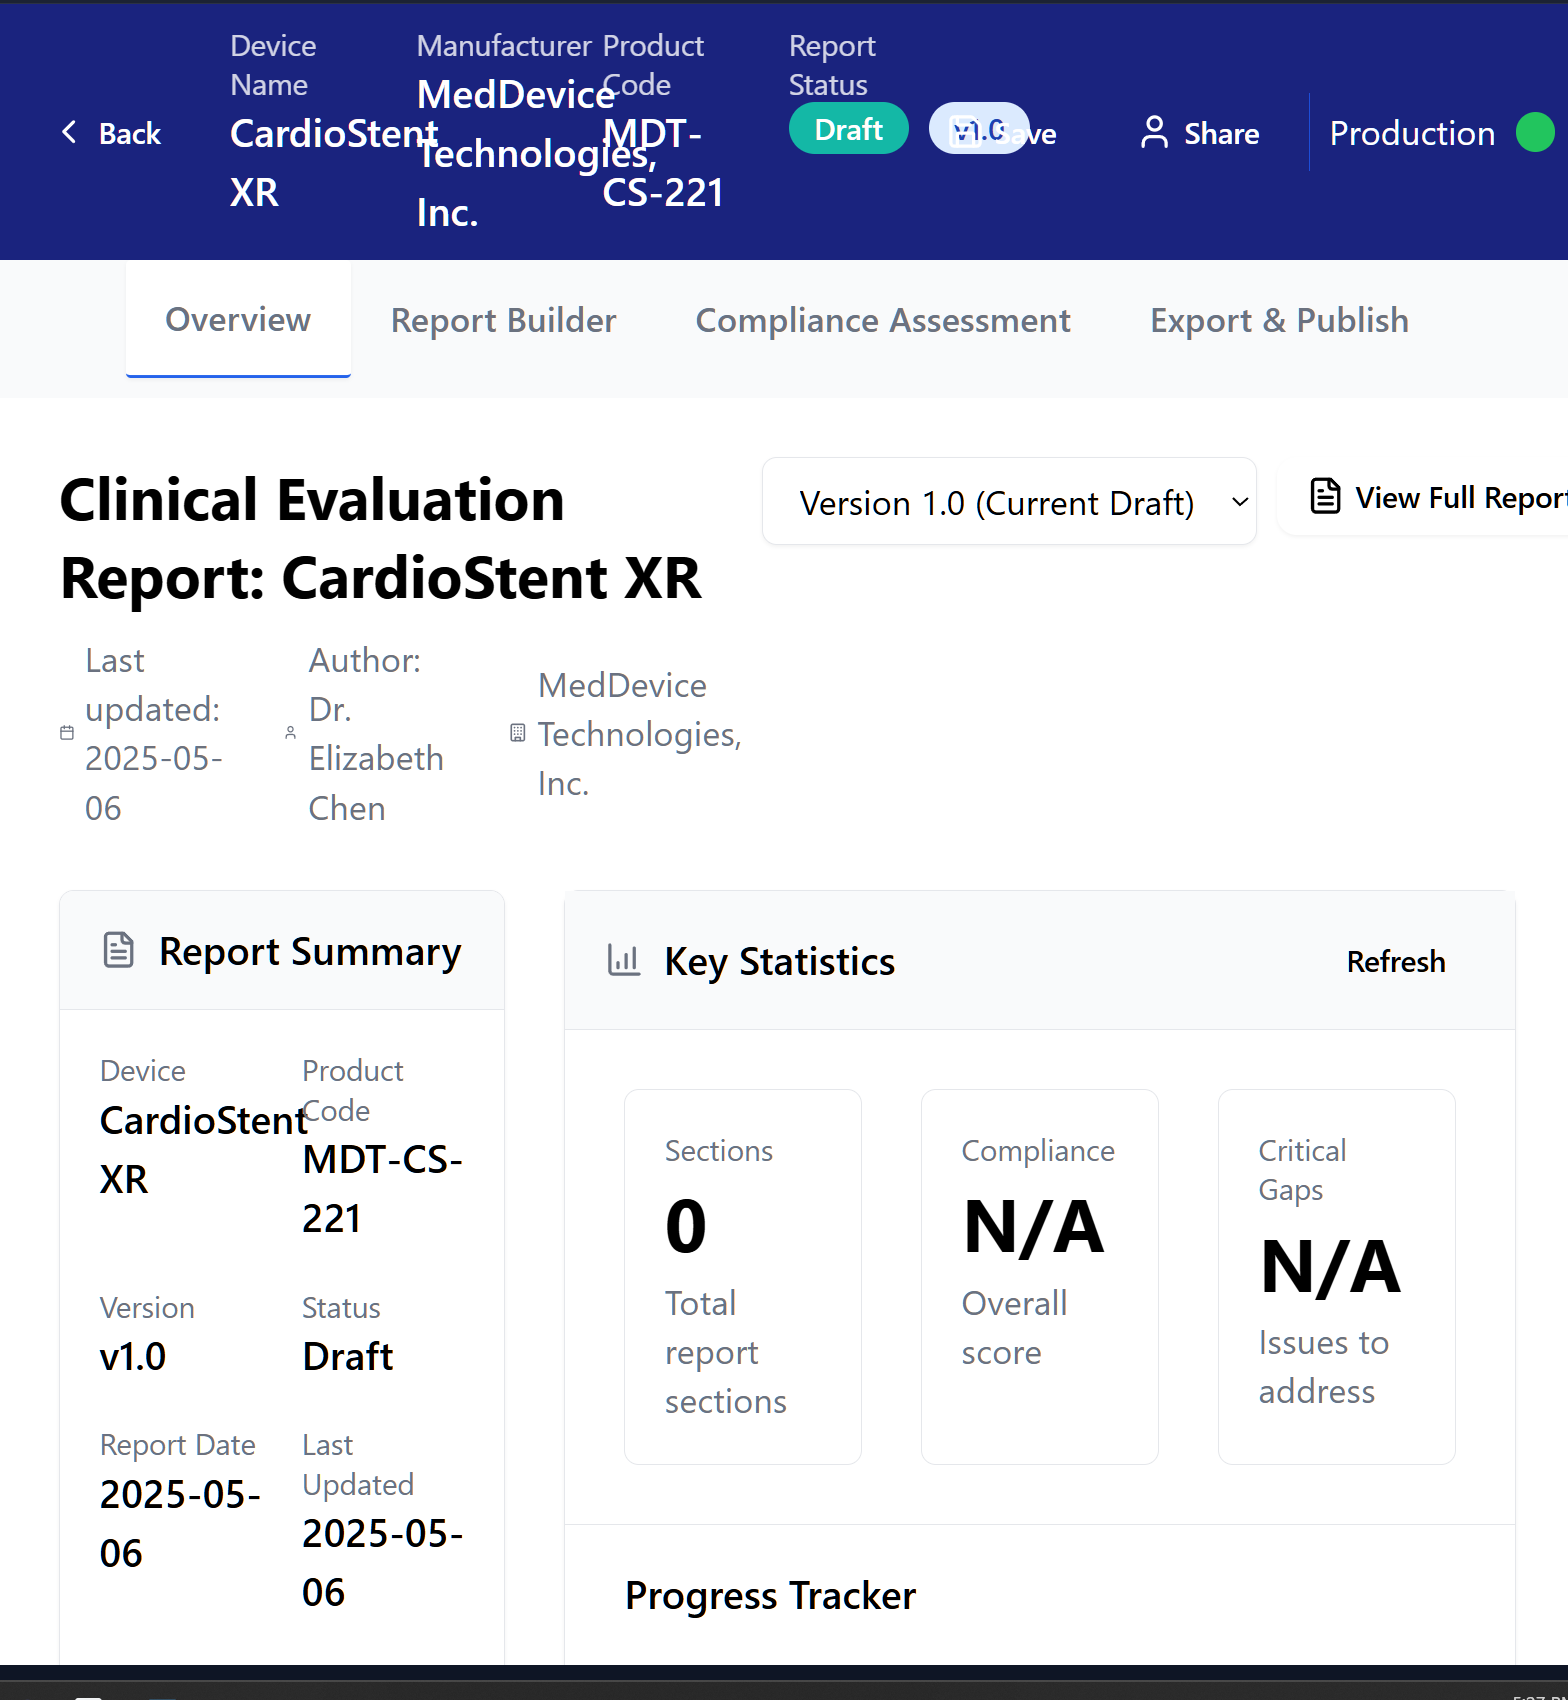 Back
Device
Name
CardioStent
XR
Manufacturer
MedDevice
Technologies,
Inc.
Product
Code
MDT-
CS-221
Report
Status
Draft
v1.0
Save
Share
Production
Overview
Report Builder
Compliance Assessment
Export & Publish
Clinical Evaluation
Report: CardioStent XR
Version 1.0 (Current Draft)
View Full Report
Last
updated:
2025-05-
06
Author:
Dr.
Elizabeth
Chen
MedDevice
Technologies,
Inc.
Report Summary
Device
CardioStent
XR
Product
Code
MDT-CS-
221
Version
v1.0
Status
Draft
Report Date
2025-05-
06
Last
Updated
2025-05-
06
Key Statistics
Refresh
Sections
0
Total
report
sections
Compliance
N/A
Overall
score
Critical
Gaps
N/A
Issues to
address
Progress Tracker